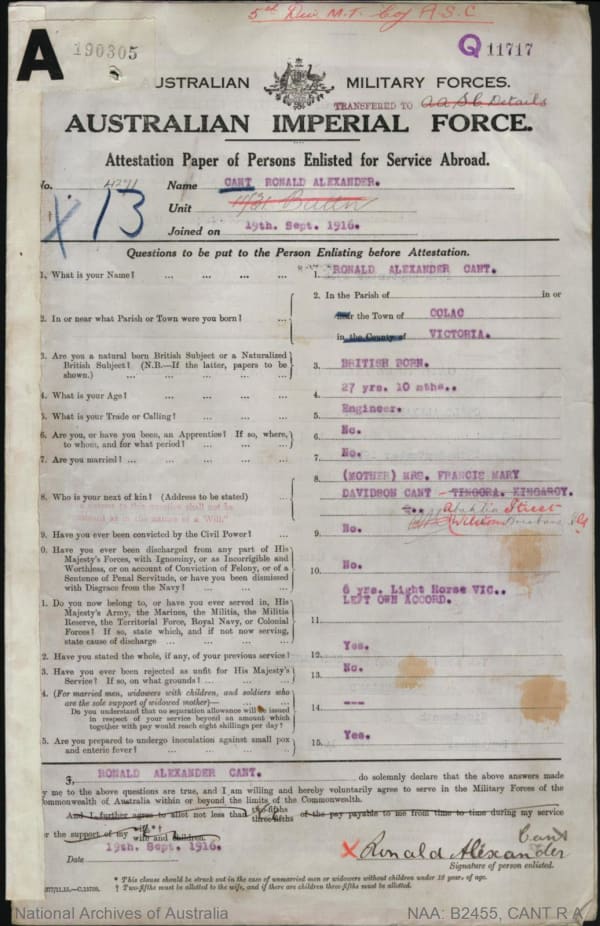 5th Div M.T. Coy A.S.C
A
190305
Q 11717
AUSTRALIAN MILITARY FORCES.
TRANSFERRED TO AASC Details
AUSTRALIAN IMPERIAL FORCE.
Attestation Paper of Persons Enlisted for Service Abroad.
No. 4271 Name CANT RONALD ALEXANDER.
X13 Unit 4/31 Battn
Joined on 19th. Sept. 1916.
Questions to be put to the Person Enlisting before Attestation.
1, What is your Name? ... ... ... ... 1. RONALD ALEXANDER CANT.
2. In or near what Parish or Town were you born? ... 2. In the Parish of in or
near the Town of COLAC
in the County of VICTORIA.
3. Are you a natural born British Subject or a Naturalized
British Subject? (N.B.—If the latter, papers to be
shown.) ... ... ... ... 3. BRITISH BORN.
4. What is your Age? ... ... ... ... 4. 27 yrs. 10 mths..
5. What is your Trade or Calling? ... ... ... 5. Engineer.
6. Are you, or have you been, an Apprentice? If so, where,
to whom, and for what period? ... ... ... 6. No.
7. Are you married? ... ... ... ... ... 7. No.
8. Who is your next of kin? (Address to be stated) ... 8 (MOTHER) MRS. FRANCIS MARY
DAVIDSON CANT - TINGORA. KINGAROY.
Street
Brisbane
9. Have you ever been convicted by the Civil Power? ... 9 No.
0. Have you ever been discharged from any part of His
Majesty's Forces, with Ignominy, or as Incorrigible and
Worthless, or on account of Conviction of Felony, or of a
Sentence of Penal Servitude, or have you been dismissed
with Disgrace from the Navy? ... ... ... 10. No.
1. Do you now belong to, or have you ever served in, His
Majesty's Army, the Marines, the Militia, the Militia
Reserve, the Territorial Force, Royal Navy, or Colonial
Forces? If so, state which, and if not now serving,
state cause of discharge ... ... ... 11. 6 yrs. Light Horse VIC..
LEFT OWN ACCORD.
2. Have you stated the whole, if any, of your previous service? 12. Yes.
3. Have you ever been rejected as unfit for His Majesty's
Service? If so, on what grounds? ... ... 13. No.
4. (For married men, widowers with children, and soldiers who
are the sole support of widowed mother)—
Do you understand that no separation allowance will be issued
in respect of your service beyond an amount which
together with pay would reach eight shillings per day? 14. ---
5. Are you prepared to undergo inoculation against small pox
and enteric fever? ... ... ... 15. Yes.
I, RONALD ALEXANDER CANT. do solemnly declare that the above answers made
y me to the above questions are true, and I am willing and hereby voluntarily agree to serve in the Military Forces of the
ommonwealth of Australia within or beyond the limits of the Commonwealth.
And I further agree to allot not less than two-fifths three-fifths of the pay payable to me from time to time during my service
or the support of my wife*† wife and children.
Date 19th. Sept. 1916. X Ronald Alexander Cant
Signature of person enlisted.
* This clause should be struck out in the case of unmarried men or widowers without children under 18 year. of age.
† Two-fifths must be allotted to the wife, and if there are children three-fifths must be allotted.
National Archives of Australia NAA: B2455, CANT R A